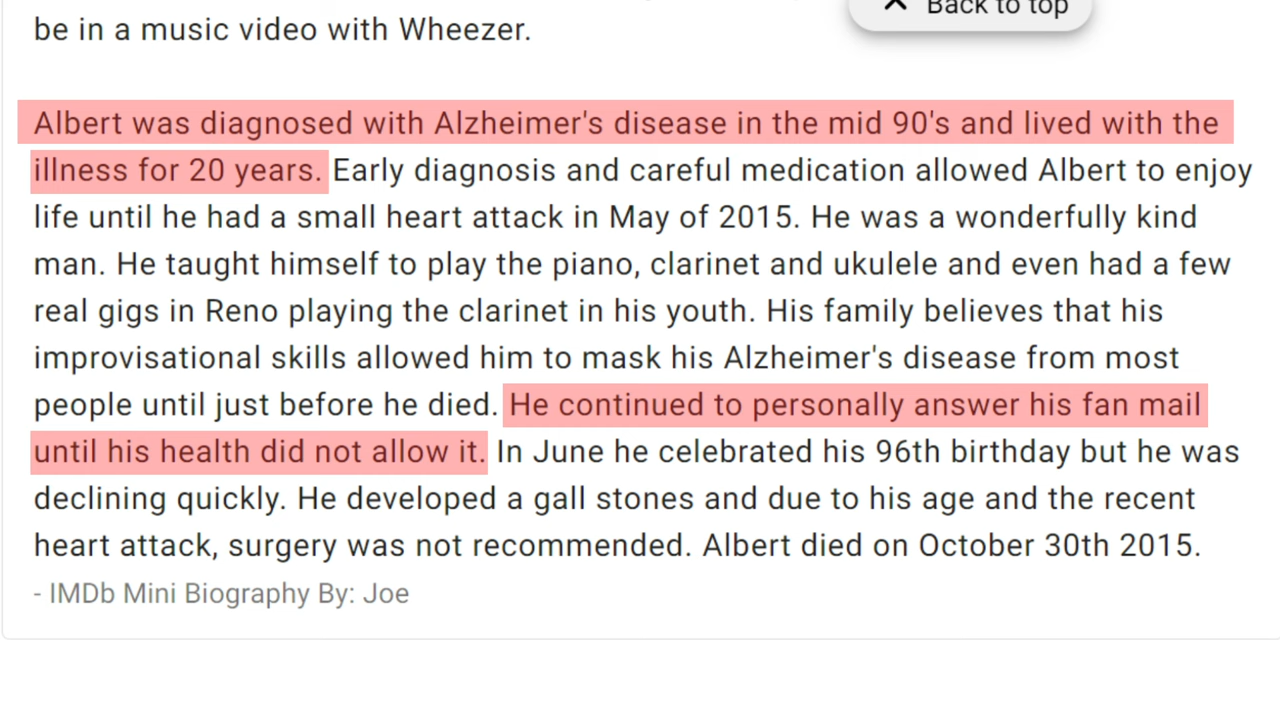 Back to top
be in a music video with Wheezer.
Albert was diagnosed with Alzheimer's disease in the mid 90's and lived with the
illness for 20 years. Early diagnosis and careful medication allowed Albert to enjoy
life until he had a small heart attack in May of 2015. He was a wonderfully kind
man. He taught himself to play the piano, clarinet and ukulele and even had a few
real gigs in Reno playing the clarinet in his youth. His family believes that his
improvisational skills allowed him to mask his Alzheimer's disease from most
people until just before he died. He continued to personally answer his fan mail
until his health did not allow it. In June he celebrated his 96th birthday but he was
declining quickly. He developed a gall stones and due to his age and the recent
heart attack, surgery was not recommended. Albert died on October 30th 2015.
- IMDb Mini Biography By: Joe